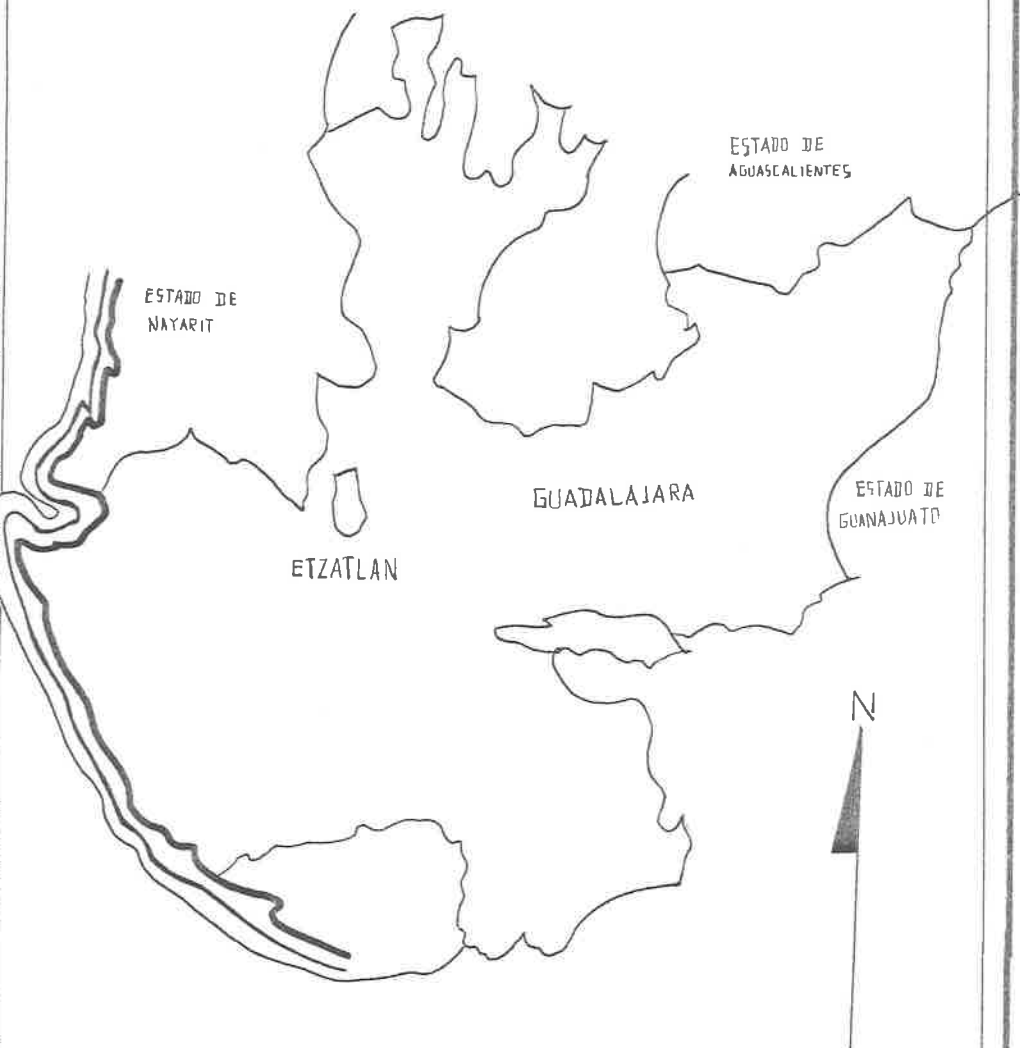 ESTADO DE
AGUASCALIENTES
ESTADO DE
NAYARIT
GUADALAJARA
ESTADO DE
GUANAJUATO
ETZATLAN
N